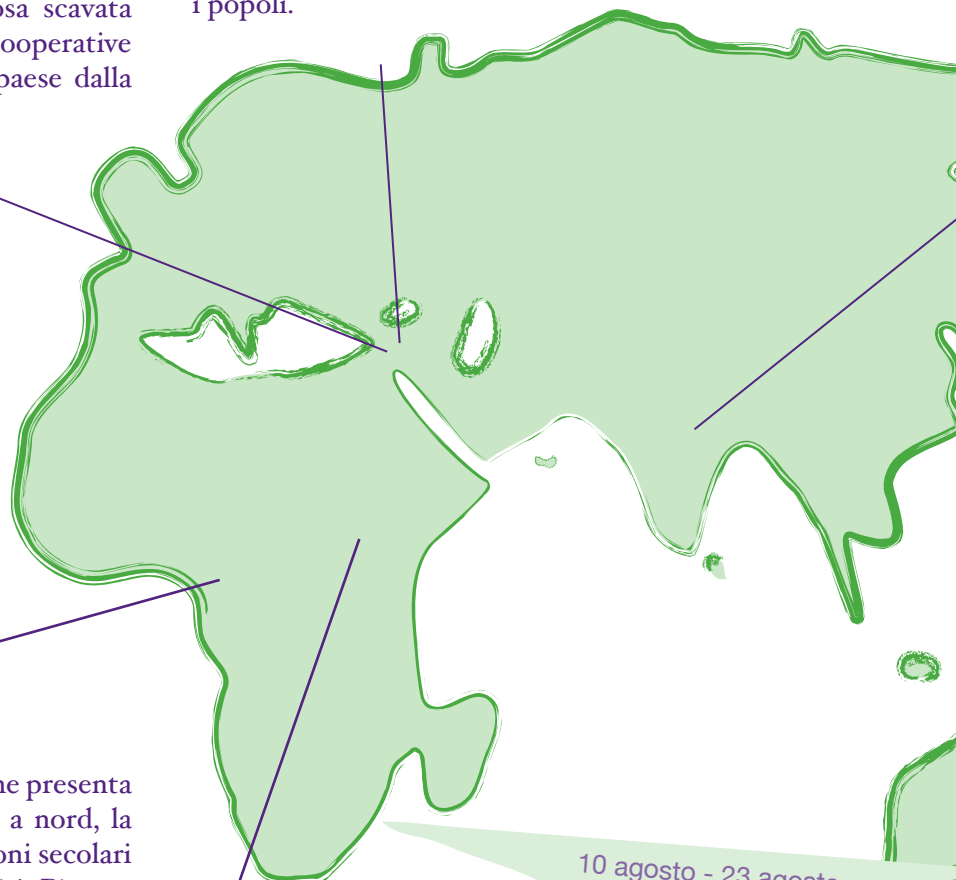 osa scavata
ooperative
paese dalla
i popoli.
ne presenta
a nord, la
oni secolari
10 agosto - 23 agosto